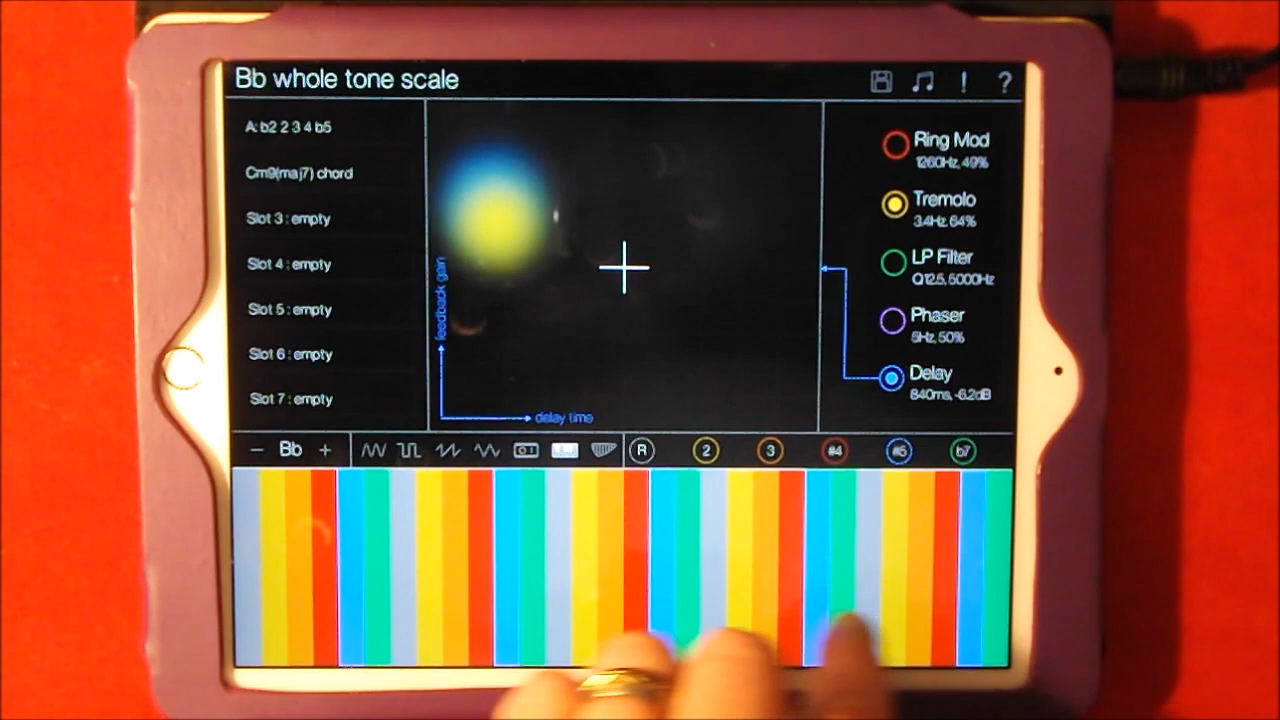 Bb whole tone scale
! ?
A: b2 2 3 4 b5
Cm9(maj7) chord
Slot 3 : empty
Slot 4 : empty
Slot 5 : empty
Slot 6 : empty
Slot 7 : empty
feedback gain
delay time
Ring Mod
1260Hz, 49%
Tremolo
3.4Hz, 64%
LP Filter
Q12.5, 5000Hz
Phaser
5Hz, 50%
Delay
840ms, -6.2dB
− Bb +
R 2 3 #4 #5 b7